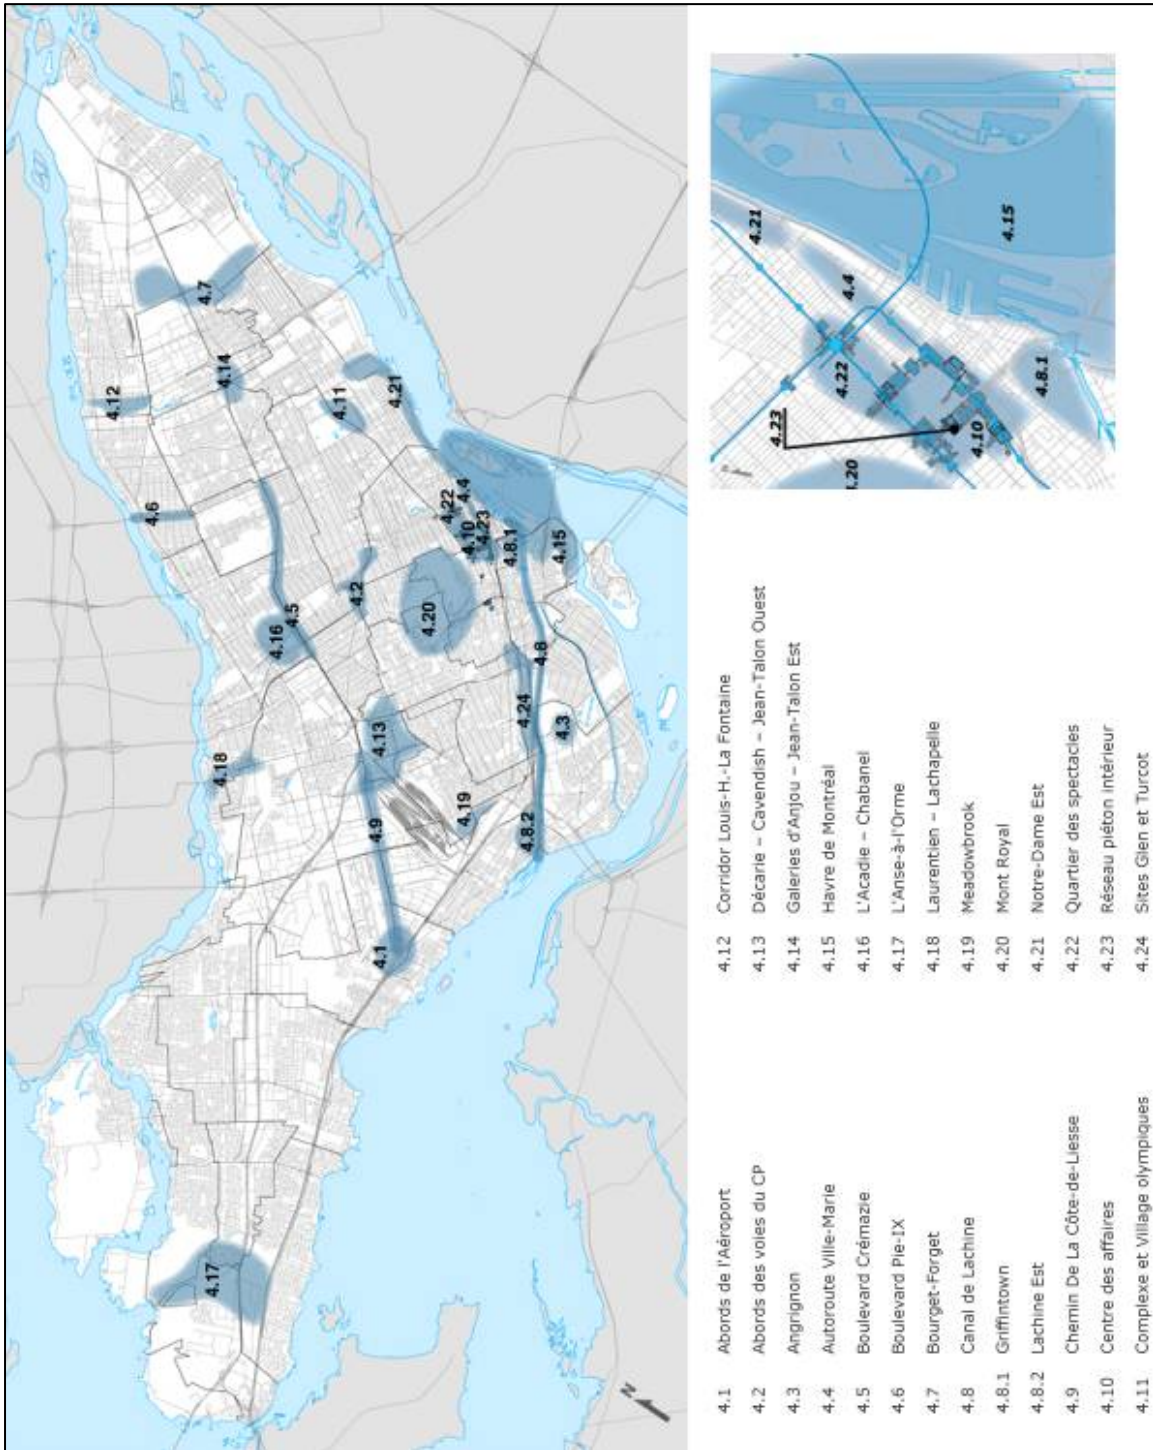 4.17
4.1
4.9
4.18
4.13
4.19
4.8.2
4.24
4.3
4.8
4.16
4.5
4.2
4.20
4.6
4.12
4.14
4.7
4.11
4.21
4.22
4.4
4.10
4.23
4.8.1
4.15
N
4.1 Abords de l'Aéroport
4.2 Abords des voies du CP
4.3 Angrignon
4.4 Autoroute Ville-Marie
4.5 Boulevard Crémazie
4.6 Boulevard Pie-IX
4.7 Bourget-Forget
4.8 Canal de Lachine
4.8.1 Griffintown
4.8.2 Lachine Est
4.9 Chemin De La Côte-de-Liesse
4.10 Centre des affaires
4.11 Complexe et Village olympiques
4.12 Corridor Louis-H.-La Fontaine
4.13 Décarie – Cavendish – Jean-Talon Ouest
4.14 Galeries d'Anjou – Jean-Talon Est
4.15 Havre de Montréal
4.16 L'Acadie – Chabanel
4.17 L'Anse-à-l'Orme
4.18 Laurentien – Lachapelle
4.19 Meadowbrook
4.20 Mont Royal
4.21 Notre-Dame Est
4.22 Quartier des spectacles
4.23 Réseau piéton intérieur
4.24 Sites Glen et Turcot
4.23
4.20
4.22
4.10
4.4
4.21
4.8.1
4.15